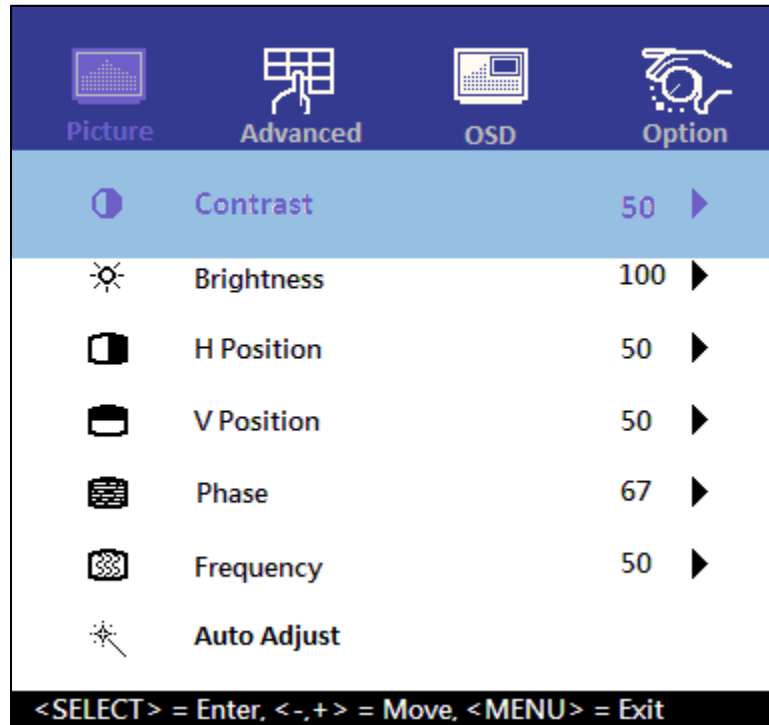 Picture Advanced OSD Option
Contrast 50
Brightness 100
H Position 50
V Position 50
Phase 67
Frequency 50
Auto Adjust
<SELECT> = Enter, <-,+> = Move, <MENU> = Exit